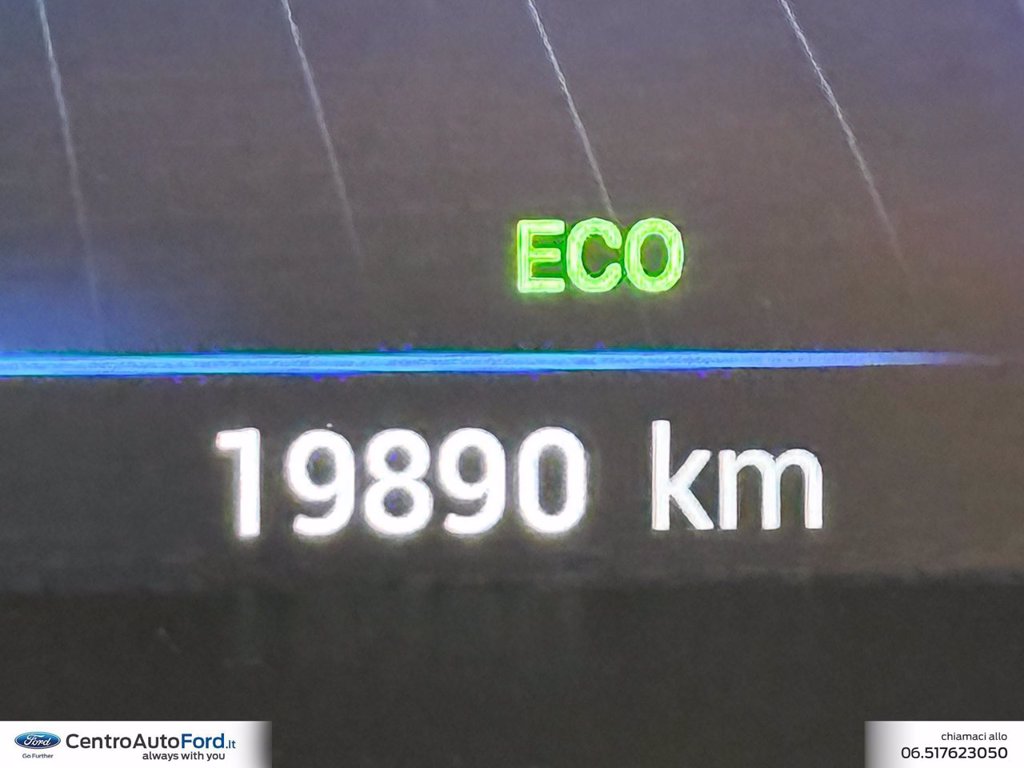 ECO
19890 km
Ford
Go Further
CentroAutoFord.it
always with you
chiamaci allo
06.517623050